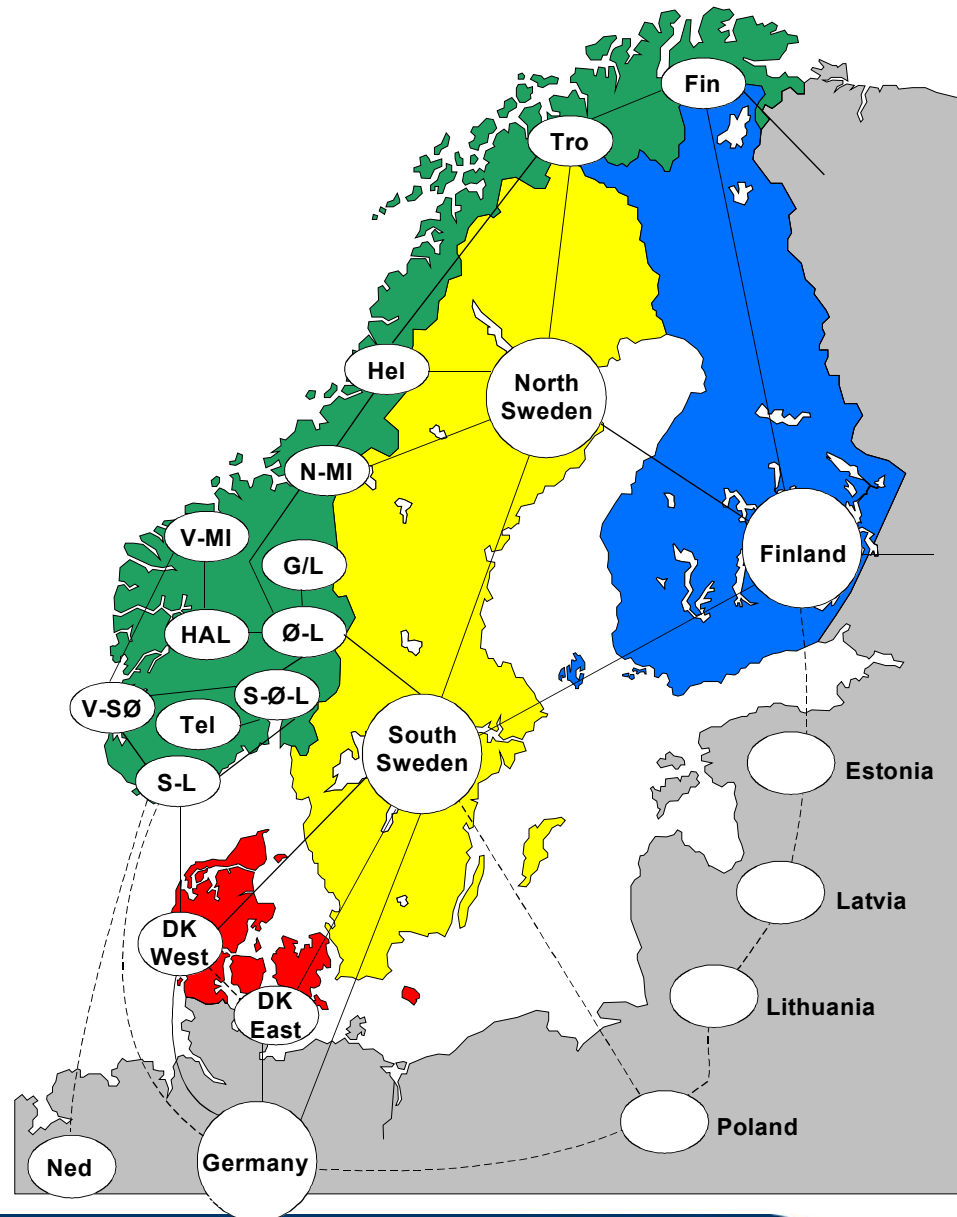 Fin
Tro
Hel
North
Sweden
N-MI
V-MI
G/L
Finland
HAL
Ø-L
S-Ø-L
V-SØ
Tel
South
Sweden
S-L
Estonia
Latvia
DK
West
DK
East
Lithuania
Poland
Ned
Germany